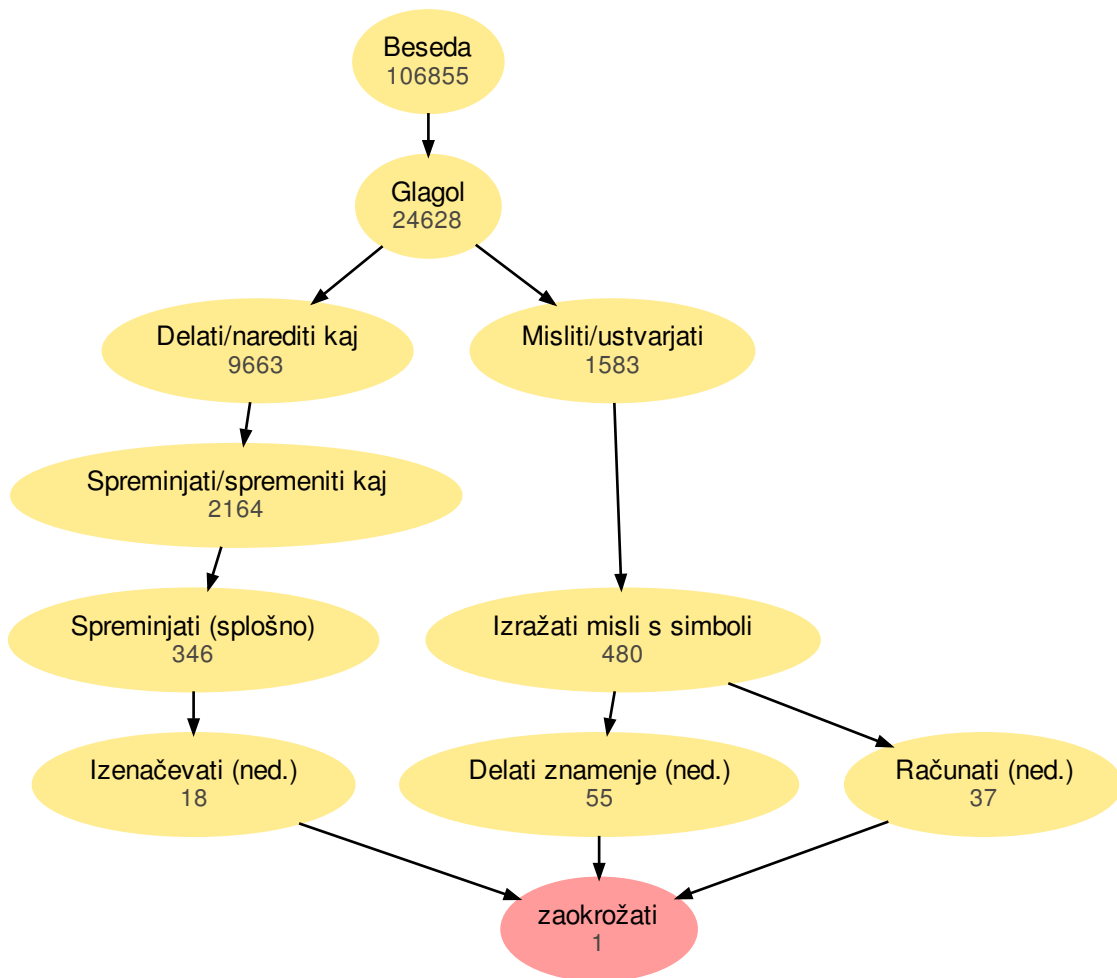 Beseda
106855
Glagol
24628
Delati/narediti kaj
9663
Misliti/ustvarjati
1583
Spreminjati/spremeniti kaj
2164
Spreminjati (splošno)
346
Izražati misli s simboli
480
Izenačevati (ned.)
18
Delati znamenje (ned.)
55
Računati (ned.)
37
zaokrožati
1